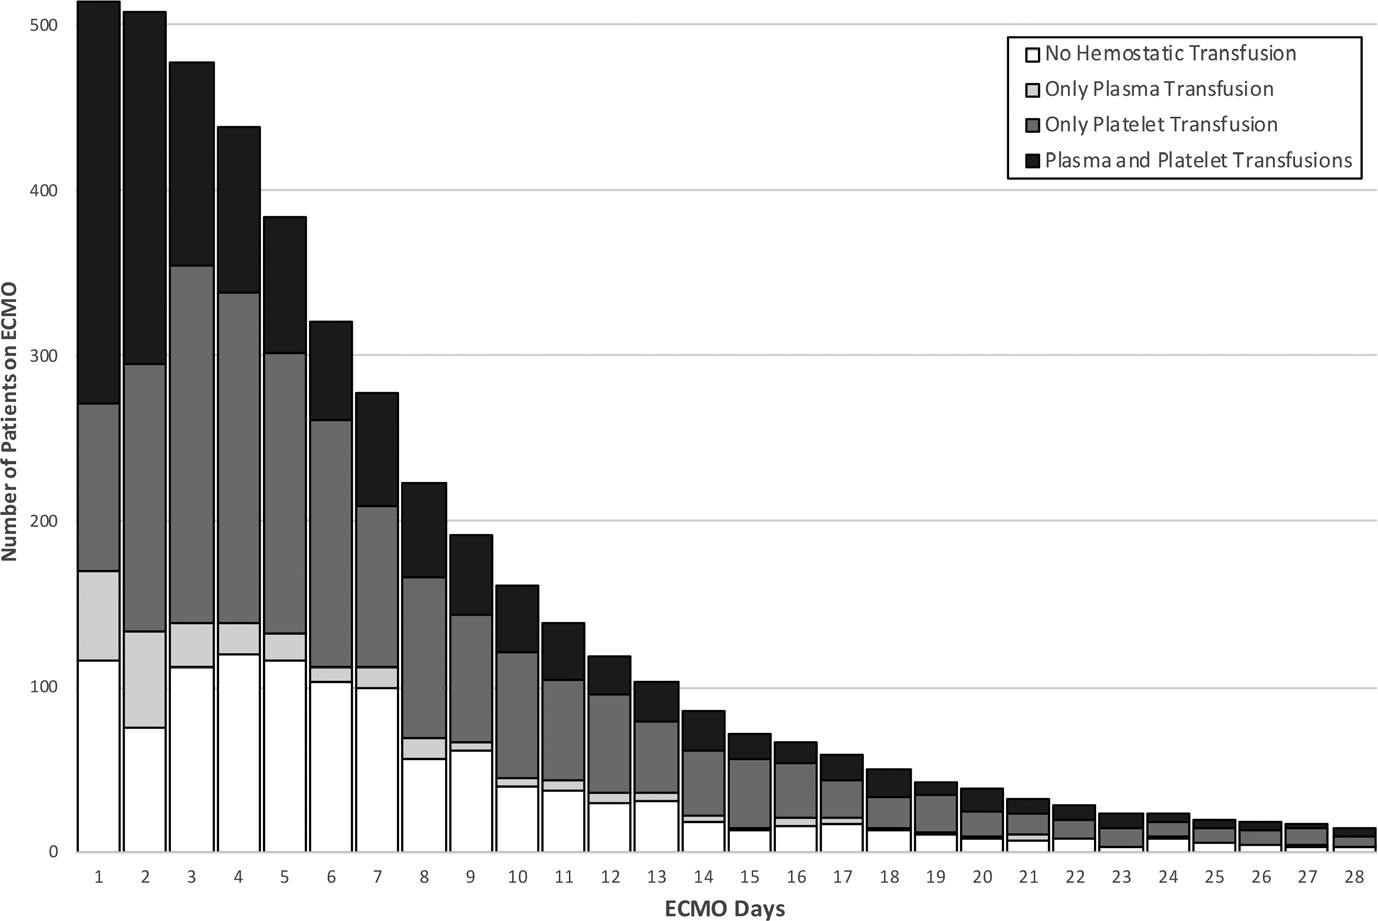 500
400
300
200
100
0
Number of Patients on ECMO
No Hemostatic Transfusion
Only Plasma Transfusion
Only Platelet Transfusion
Plasma and Platelet Transfusions
1 2 3 4 5 6 7 8 9 10 11 12 13 14 15 16 17 18 19 20 21 22 23 24 25 26 27 28
ECMO Days